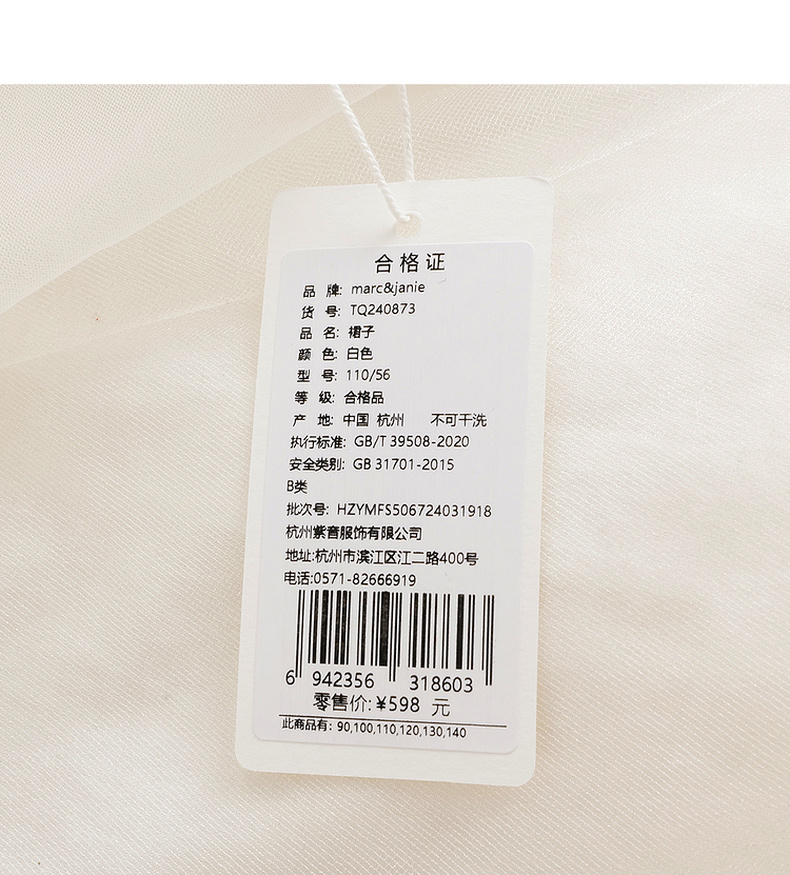 合格证
品 牌: marc&janie
货 号: TQ240873
品 名: 裙子
颜 色: 白色
型 号: 110/56
等 级: 合格品
产 地: 中国 杭州 不可干洗
执行标准: GB/T 39508-2020
安全类别: GB 31701-2015
B类
批次号: HZYMFS506724031918
杭州紫音服饰有限公司
地址:杭州市滨江区江二路400号
电话:0571-82666919
6 942356 318603
零售价:¥598 元
此商品有: 90,100,110,120,130,140